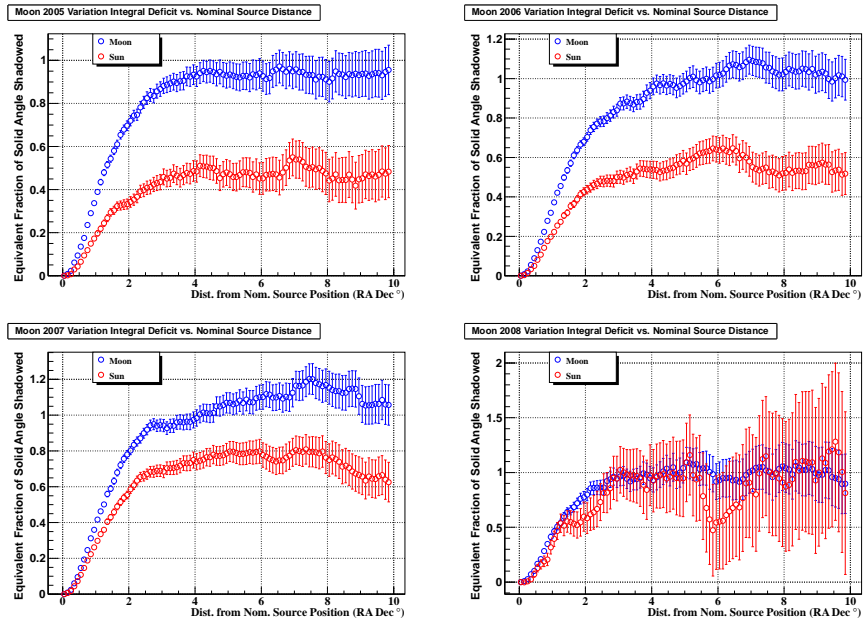 Moon 2005 Variation Integral Deficit vs. Nominal Source Distance
Equivalent Fraction of Solid Angle Shadowed
Moon
Sun
1
0.8
0.6
0.4
0.2
0
0 2 4 6 8 10
Dist. from Nom. Source Position (RA Dec °)
Moon 2006 Variation Integral Deficit vs. Nominal Source Distance
Equivalent Fraction of Solid Angle Shadowed
Moon
Sun
1.2
1
0.8
0.6
0.4
0.2
0
0 2 4 6 8 10
Dist. from Nom. Source Position (RA Dec °)
Moon 2007 Variation Integral Deficit vs. Nominal Source Distance
Equivalent Fraction of Solid Angle Shadowed
Moon
Sun
1.2
1
0.8
0.6
0.4
0.2
0
0 2 4 6 8 10
Dist. from Nom. Source Position (RA Dec °)
Moon 2008 Variation Integral Deficit vs. Nominal Source Distance
Equivalent Fraction of Solid Angle Shadowed
Moon
Sun
2
1.5
1
0.5
0
0 2 4 6 8 10
Dist. from Nom. Source Position (RA Dec °)